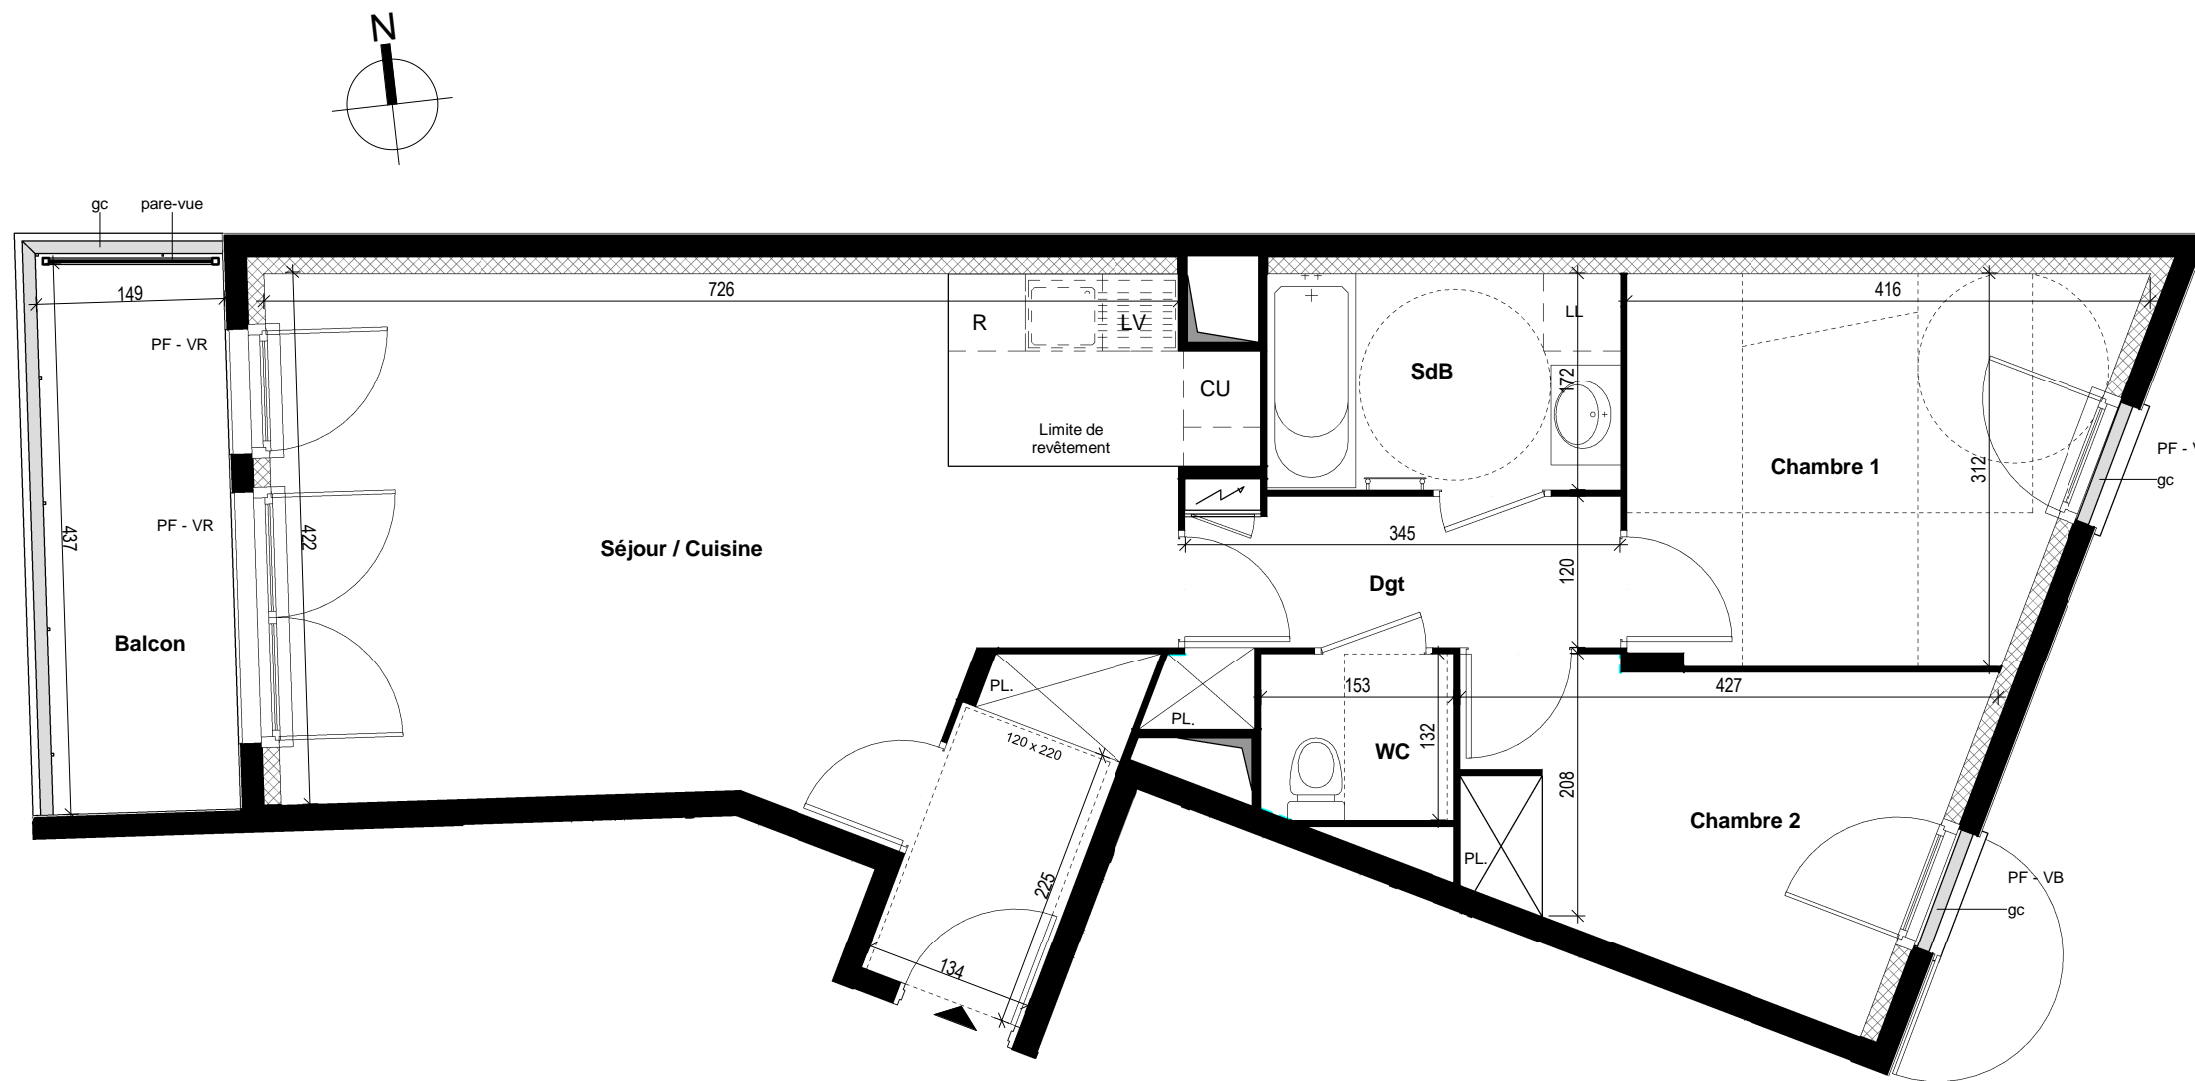 N
gc
pare-vue
149
726
416
PF - VR
R
LV
LL
CU
SdB
172
Limite de
revêtement
Chambre 1
312
gc
PF - VR
437
422
Séjour / Cuisine
345
Dgt
120
Balcon
PL.
PL.
153
427
120 x 220
WC
132
208
Chambre 2
PL.
225
134
PF - VB
gc